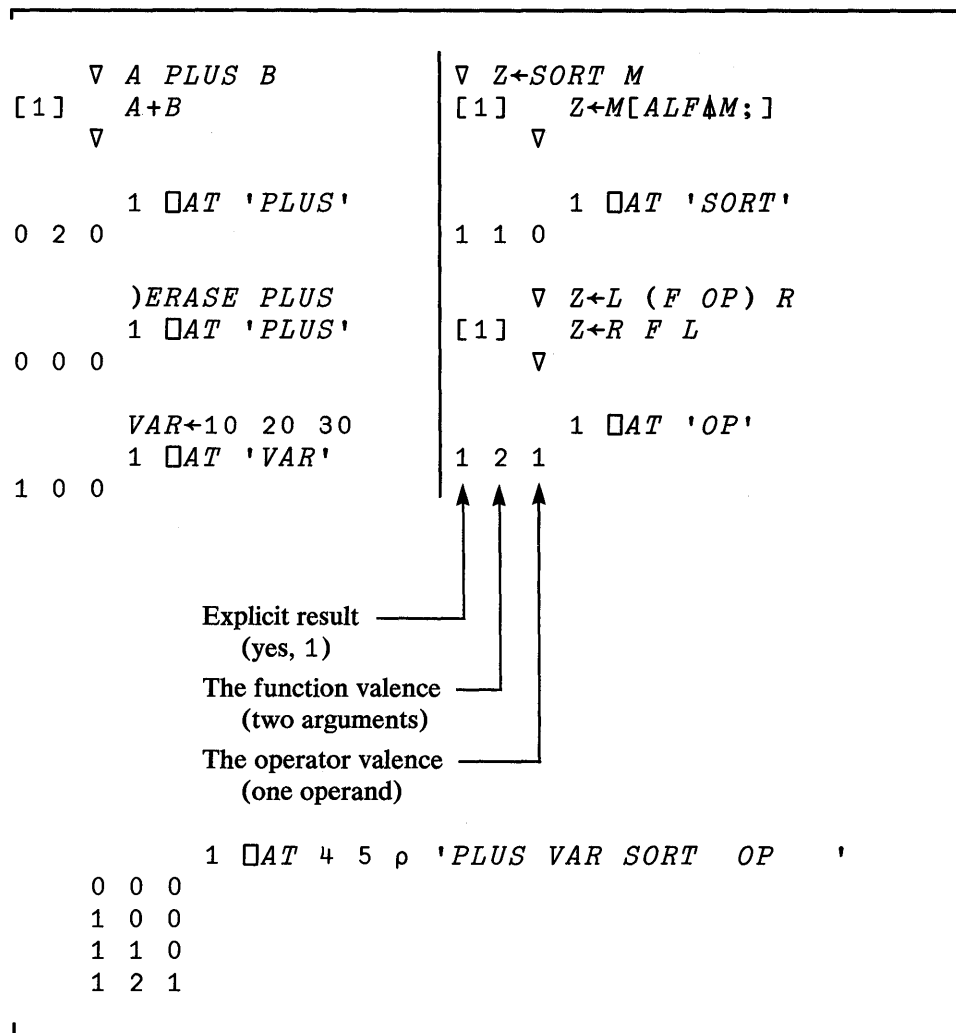 ∇ A PLUS B
[1] A+B
∇
1 ⎕AT 'PLUS'
0 2 0
)ERASE PLUS
1 ⎕AT 'PLUS'
0 0 0
VAR←10 20 30
1 ⎕AT 'VAR'
1 0 0
∇ Z←SORT M
[1] Z←M[ALF⍋M;]
∇
1 ⎕AT 'SORT'
1 1 0
∇ Z←L (F OP) R
[1] Z←R F L
∇
1 ⎕AT 'OP'
1 2 1
Explicit result
(yes, 1)
The function valence
(two arguments)
The operator valence
(one operand)
1 ⎕AT 4 5 ⍴ 'PLUS VAR SORT  OP   '
0 0 0
1 0 0
1 1 0
1 2 1